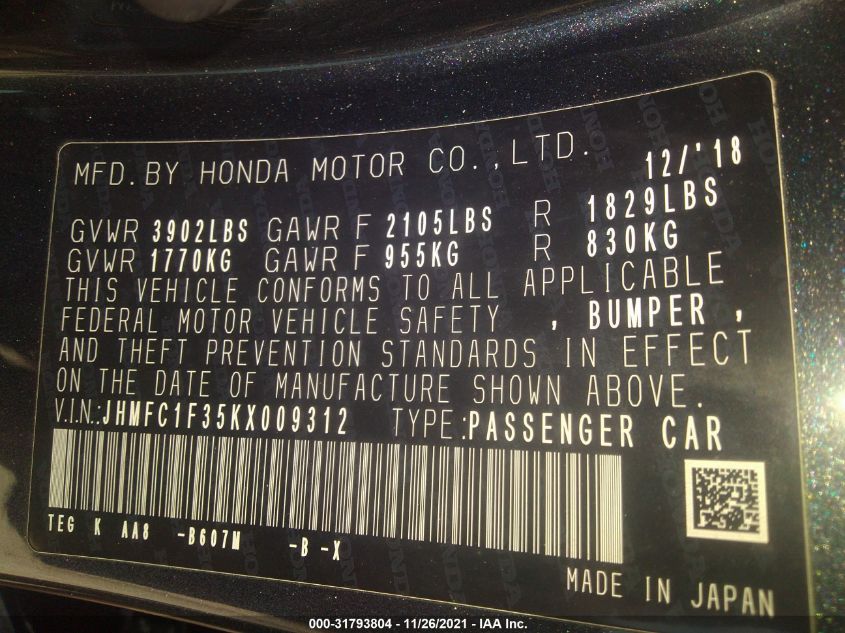 MFD. BY HONDA MOTOR CO., LTD. 12/'18
GVWR 3902LBS GAWR F 2105LBS R 1829LBS
GVWR 1770KG GAWR F 955KG R 830KG
THIS VEHICLE CONFORMS TO ALL APPLICABLE
FEDERAL MOTOR VEHICLE SAFETY , BUMPER ,
AND THEFT PREVENTION STANDARDS IN EFFECT
ON THE DATE OF MANUFACTURE SHOWN ABOVE.
V.I.N.:JHMFC1F35KX009312 TYPE:PASSENGER CAR
TEG K AA8 -B607M -B -X
MADE IN JAPAN
000-31793804 - 11/26/2021 - IAA Inc.